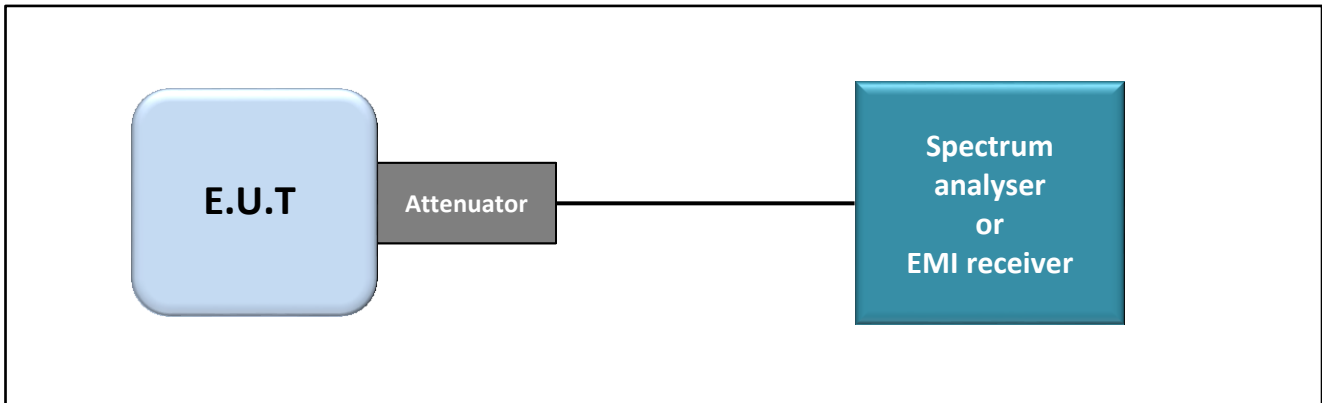 E.U.T
Attenuator
Spectrum
analyser
or
EMI receiver